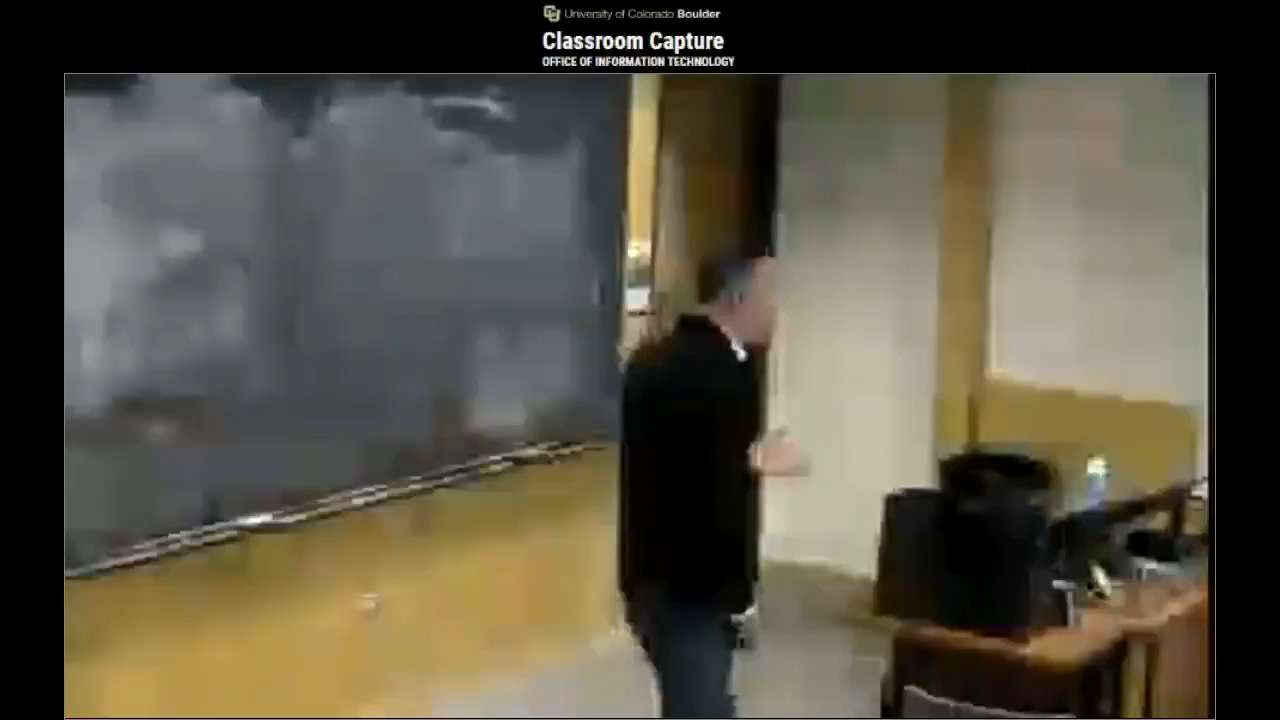 University of Colorado Boulder
Classroom Capture
OFFICE OF INFORMATION TECHNOLOGY